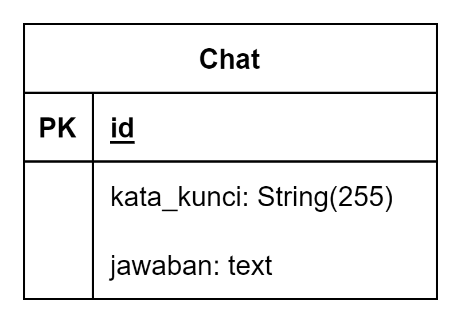 Chat
PK id
kata_kunci: String(255)
jawaban: text